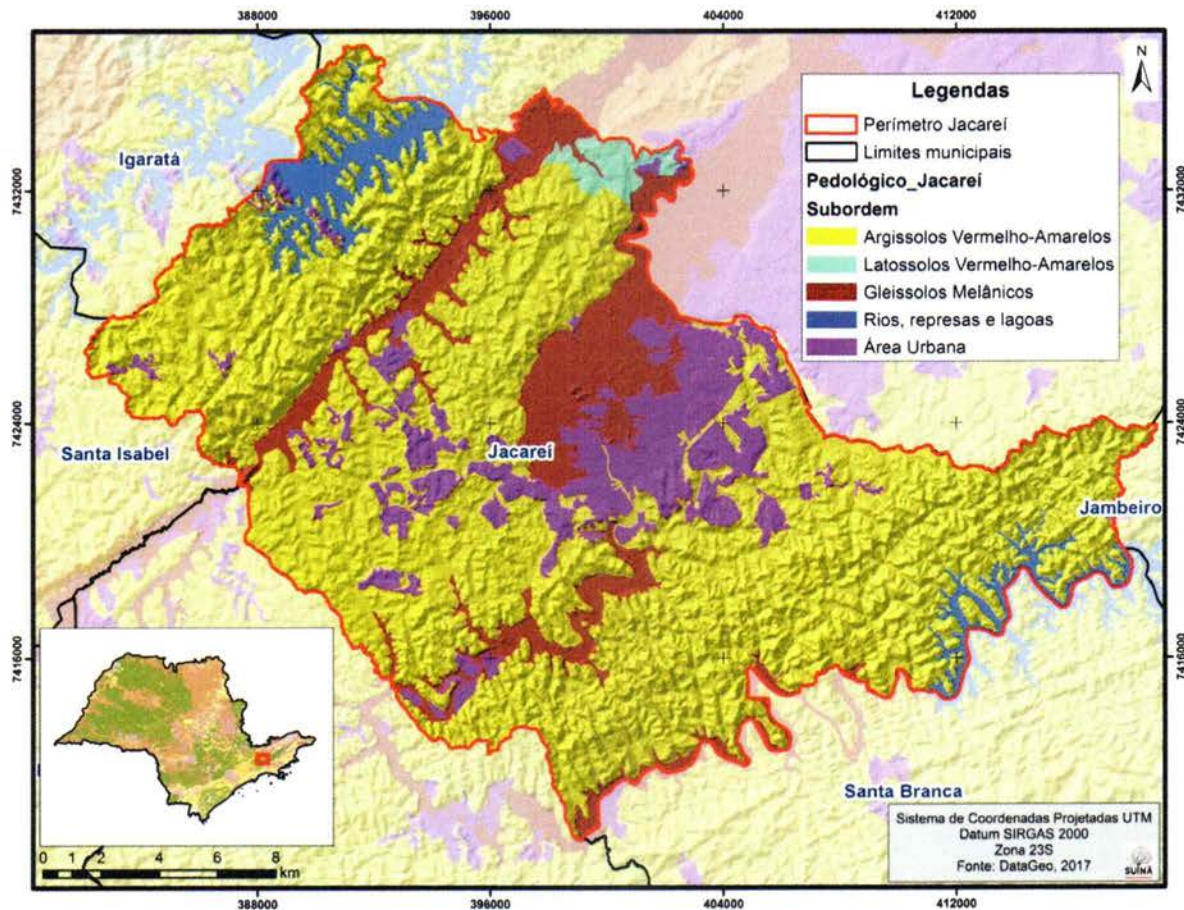 388000
396000
404000
412000
N
Legendas
Perímetro Jacareí
Limites municipais
Pedológico_Jacareí
Subordem
Argissolos Vermelho-Amarelos
Latossolos Vermelho-Amarelos
Gleissolos Melânicos
Rios, represas e lagoas
Área Urbana
Igaratá
7432000
7432000
7424000
7424000
Santa Isabel
Jacareí
Jambeiro
7416000
7416000
Santa Branca
Sistema de Coordenadas Projetadas UTM
Datum SIRGAS 2000
Zona 23S
Fonte: DataGeo, 2017
SUINÃ
0 1 2 4 6 8
km
388000
396000
404000
412000